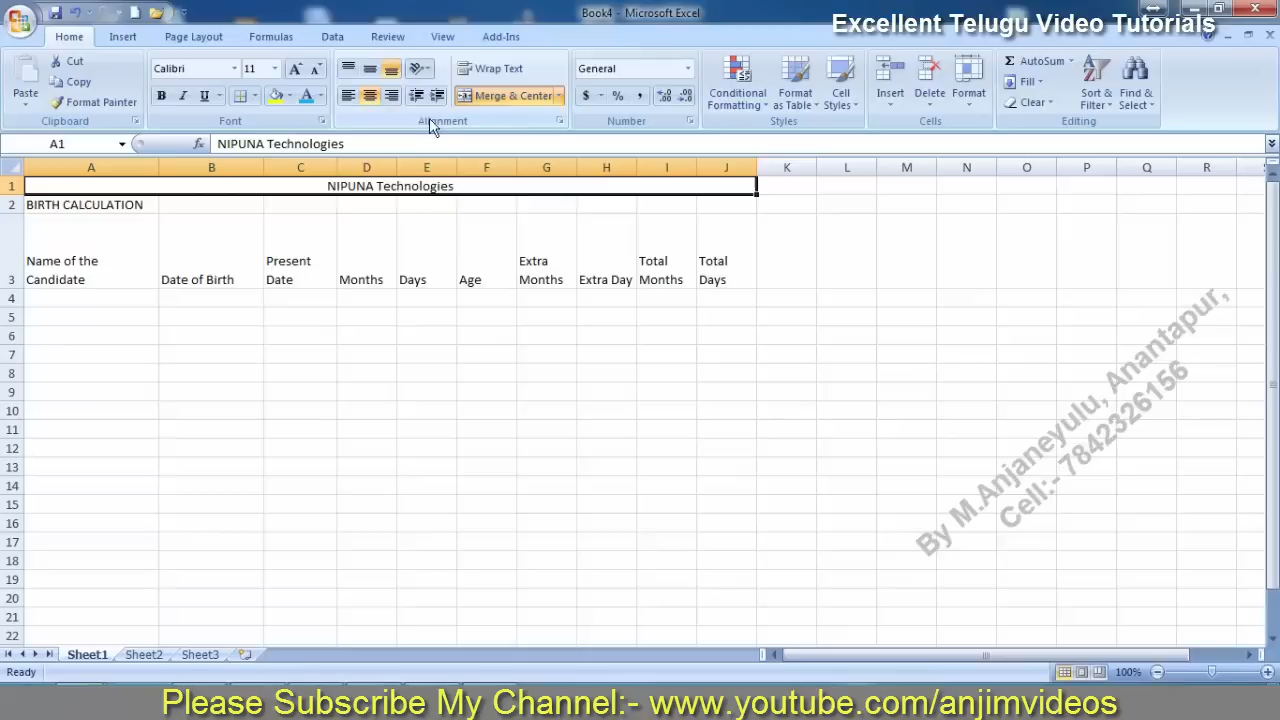 Book4 - Microsoft Excel
Excellent Telugu Video Tutorials
Home Insert Page Layout Formulas Data Review View Add-Ins
Cut
Copy
Format Painter
Paste
Clipboard
Calibri 11
B I U
Font
Wrap Text
Merge & Center
Alignment
General
$ % ,
Number
Conditional Formatting
Format as Table
Cell Styles
Styles
Insert Delete Format
Cells
Σ AutoSum
Fill
Clear
Sort & Filter
Find & Select
Editing
A1 fx NIPUNA Technologies
A B C D E F G H I J K L M N O P Q R
1 NIPUNA Technologies
2 BIRTH CALCULATION
3 Name of the Candidate Date of Birth Present Date Months Days Age Extra Months Extra Day Total Months Total Days
4
5
6
7
8
9
10
11
12
13
14
15
16
17
18
19
20
21
22
By M.Anjaneyulu, Anantapur,
Cell:- 7842326156
Sheet1 Sheet2 Sheet3
Ready 100%
Please Subscribe My Channel:- www.youtube.com/anjimvideos